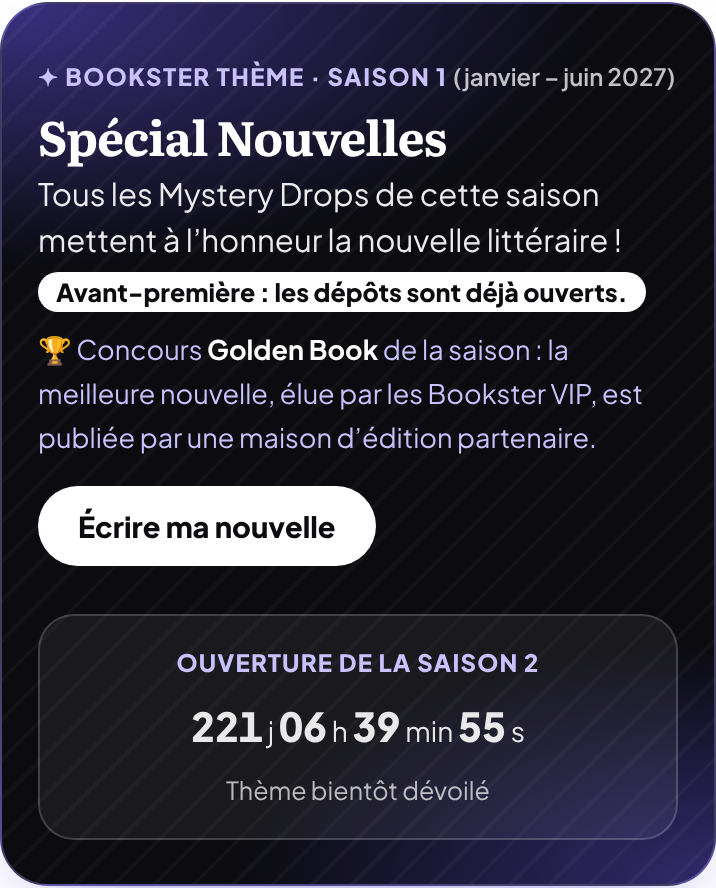 ✦ BOOKSTER THÈME · SAISON 1 (janvier – juin 2027)
Spécial Nouvelles
Tous les Mystery Drops de cette saison
mettent à l’honneur la nouvelle littéraire !
Avant-première : les dépôts sont déjà ouverts.
🏆 Concours Golden Book de la saison : la
meilleure nouvelle, élue par les Bookster VIP, est
publiée par une maison d’édition partenaire.
Écrire ma nouvelle
OUVERTURE DE LA SAISON 2
221 j 06 h 39 min 55 s
Thème bientôt dévoilé